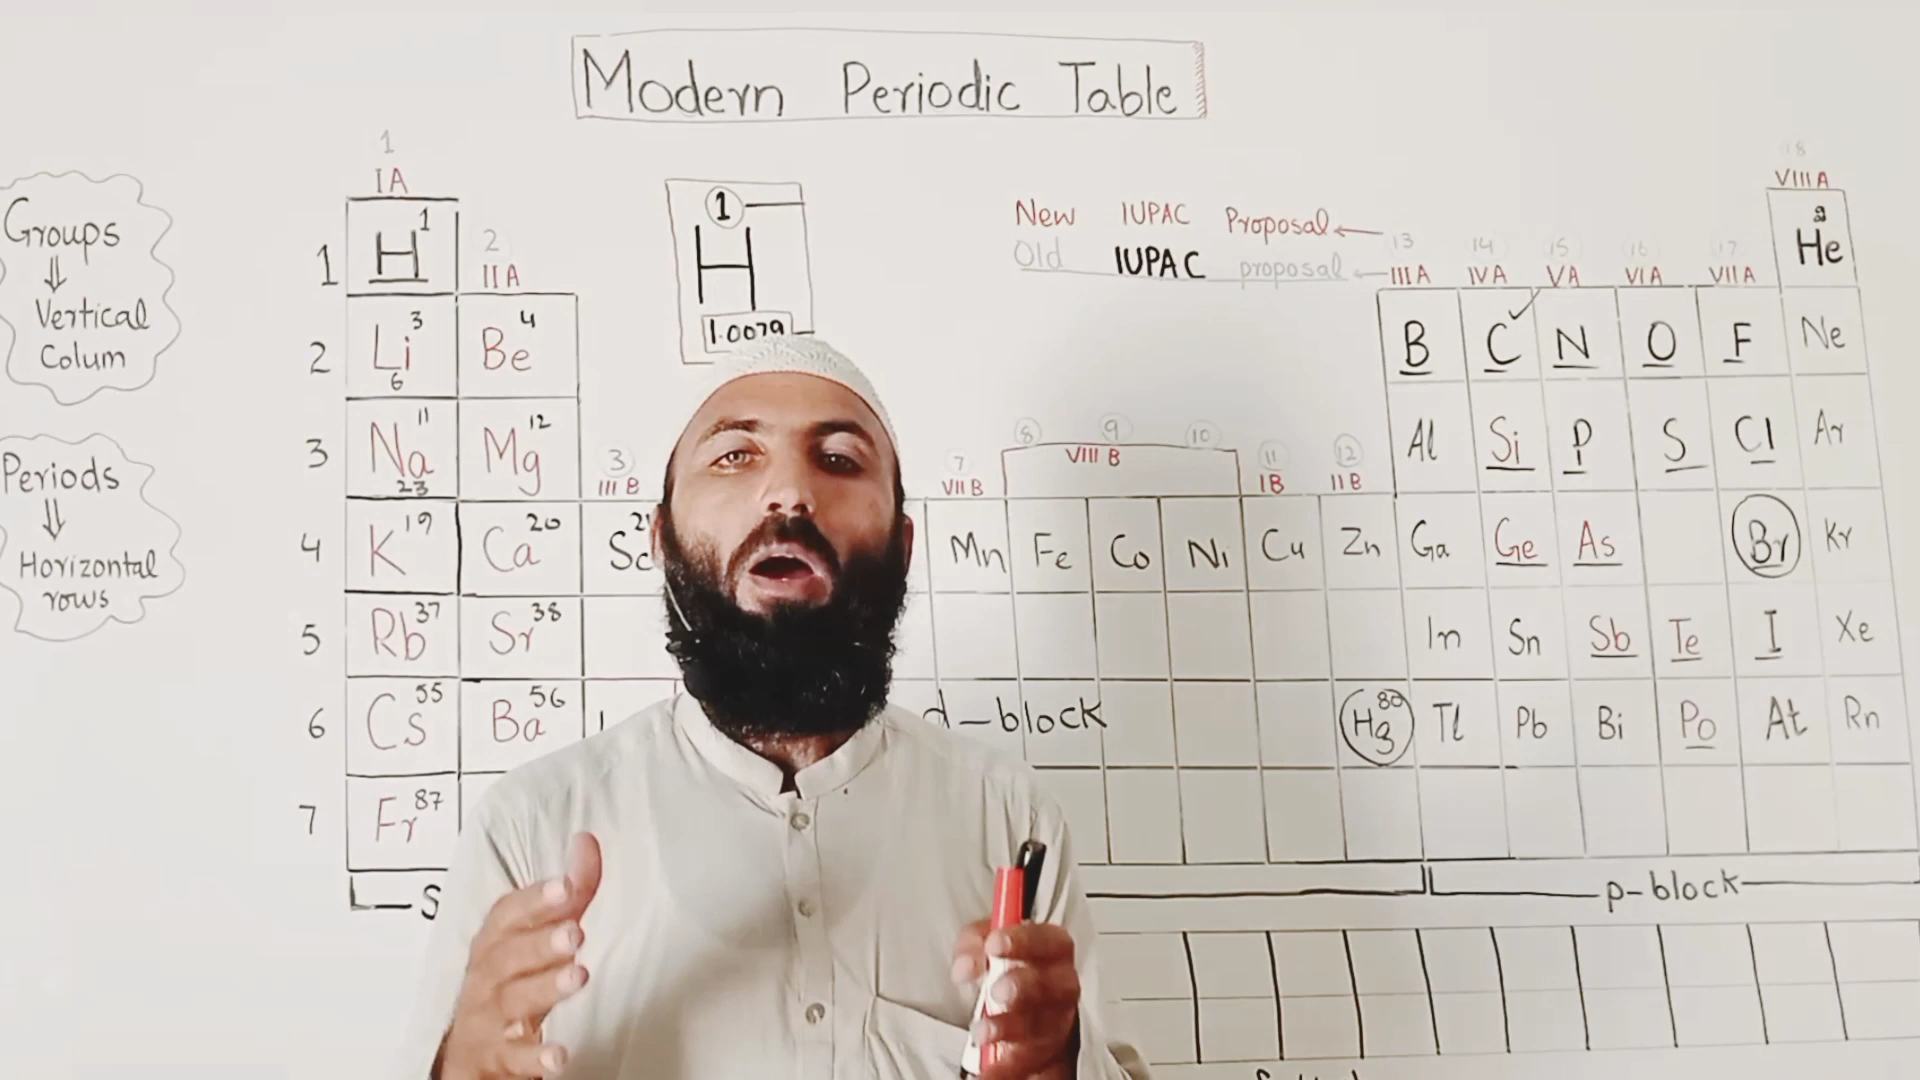 Modern Periodic Table
1
IA
18
VIIIA
Groups
⇓
Vertical
Colum
Periods
⇓
Horizontal
rows
1
H 1
2
IIA
1
H
1.0079
New IUPAC Proposal ←
Old IUPAC proposal ←
13 14 15 16 17
IIIA IVA VA VIA VIIA
2
He
2 Li 3 6 Be 4 B C ✓ N O F Ne
3 Na 11 23 Mg 12 Al Si P S Cl Ar
3 7 8 9 10 11 12
III B VII B VIII B IB II B
4 K 19 Ca 20 Sc 21 Mn Fe Co Ni Cu Zn Ga Ge As Br Kr
5 Rb 37 Sr 38 In Sn Sb Te I Xe
6 Cs 55 Ba 56 d-block Hg 80 Tl Pb Bi Po At Rn
7 Fr 87
S p-block